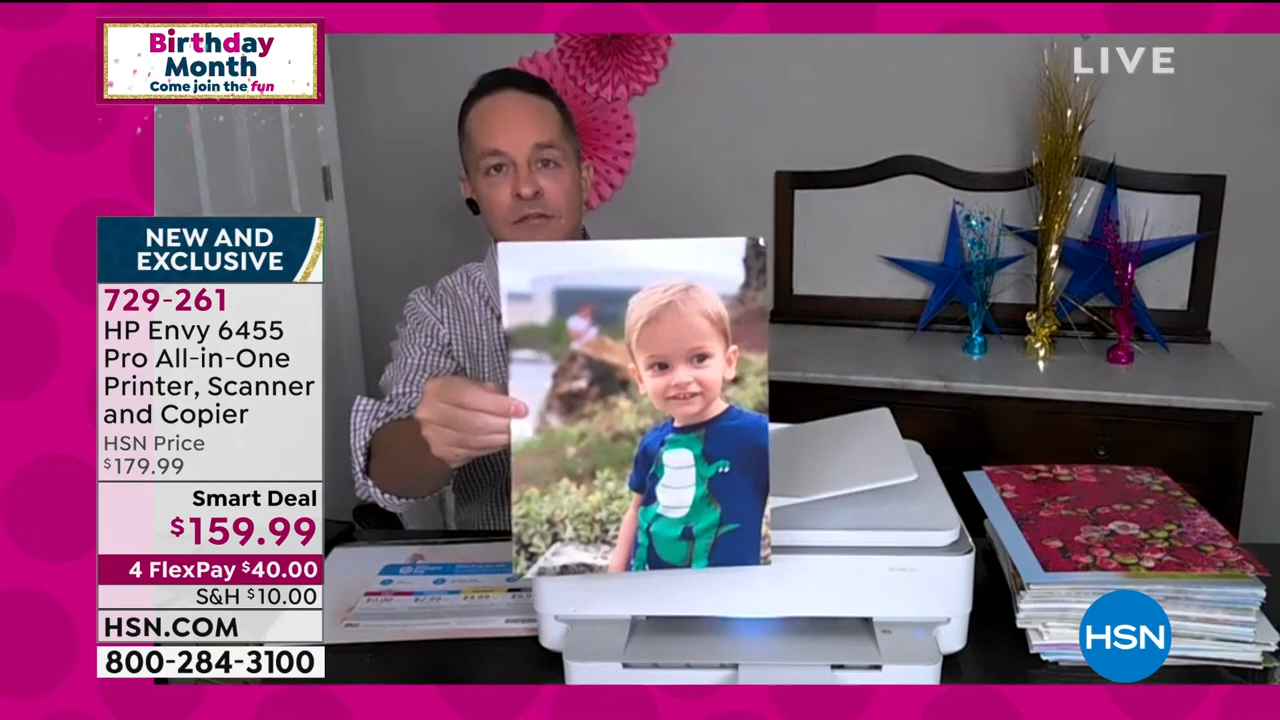 Birthday
Month
Come join the fun
LIVE
NEW AND
EXCLUSIVE
729-261
HP Envy 6455
Pro All-in-One
Printer, Scanner
and Copier
HSN Price
$179.99
Smart Deal
$159.99
4 FlexPay $40.00
S&H $10.00
HSN.COM
800-284-3100
HSN